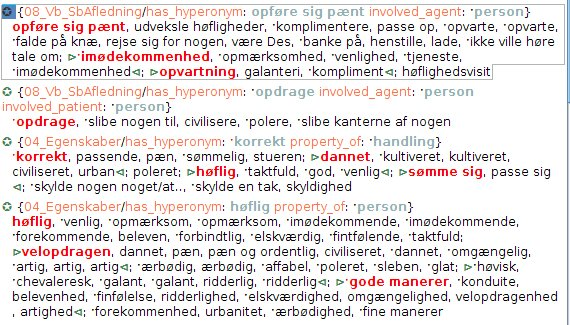 ✪ {08_Vb_SbAfledning/has_hyperonym: opføre sig pænt involved_agent: ·person}
opføre sig pænt, udveksle høfligheder, ·komplimentere, passe op, ·opvarte, ·opvarte,
·falde på knæ, rejse sig for nogen, være Des, ·banke på, henstille, lade, ·ikke ville høre
tale om; ⊳·imødekommenhed, ·opmærksomhed, ·venlighed, ·tjeneste,
·imødekommenhed⊲; ⊳opvartning, galanteri, ·kompliment⊲; høflighedsvisit
✪ {08_Vb_SbAfledning/has_hyperonym: ·opdrage involved_agent: ·person
involved_patient: ·person}
·opdrage, ·slibe nogen til, civilisere, ·polere, ·slibe kanterne af nogen
✪ {04_Egenskaber/has_hyperonym: ·korrekt property_of: ·handling}
·korrekt, passende, pæn, ·sømmelig, stueren; ⊳dannet, ·kultiveret, kultiveret,
civiliseret, urban⊲; poleret; ⊳høflig, ·taktfuld, ·god, ·venlig⊲; ⊳sømme sig, passe sig
⊲; ·skylde nogen noget/at.., ·skylde en tak, skyldighed
✪ {04_Egenskaber/has_hyperonym: høflig property_of: ·person}
høflig, ·venlig, ·opmærksom, ·opmærksom, ·imødekommende, ·imødekommende,
·forekommende, beleven, ·forbindtlig, ·elskværdig, ·fintfølende, ·taktfuld;
⊳velopdragen, dannet, pæn, pæn og ordentlig, civiliseret, ·dannet, ·omgængelig,
·artig, artig, artig⊲; ·ærbødig, ærbødig, ·affabel, ·poleret, ·sleben, ·glat; ⊳·høvisk,
·chevaleresk, ·galant, ·galant, ridderlig, ·ridderlig⊲; ⊳·gode manerer, ·konduite,
belevenhed, ·finfølelse, ridderlighed, ·elskværdighed, omgængelighed, velopdragenhed
, artighed⊲; ·forekommenhed, urbanitet, ·ærbødighed, ·fine manerer